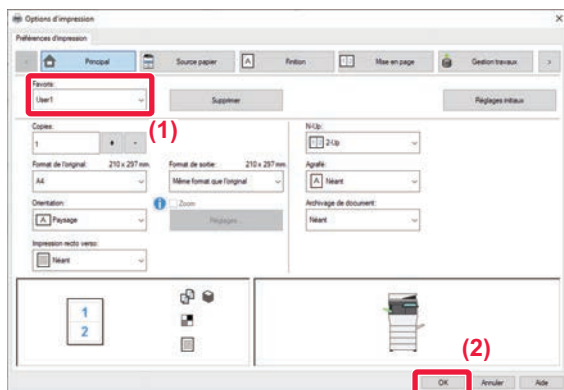 Options d'impression
Préférences d'impression
Principal
Source papier
Finition
Mise en page
Gestion travaux
Favoris:
User1
Supprimer
Réglages initiaux
(1)
Copies:
1
+ -
N-Up:
2-Up
Format de l'original: 210 x 297 mm.
Format de sortie: 210 x 297 mm.
Agrafé:
A4
Même format que l'original
Néant
Orientation:
Zoom
Archivage de document:
Paysage
Réglages...
Néant
Impression recto verso:
Néant
1
2
(2)
OK
Annuler
Aide